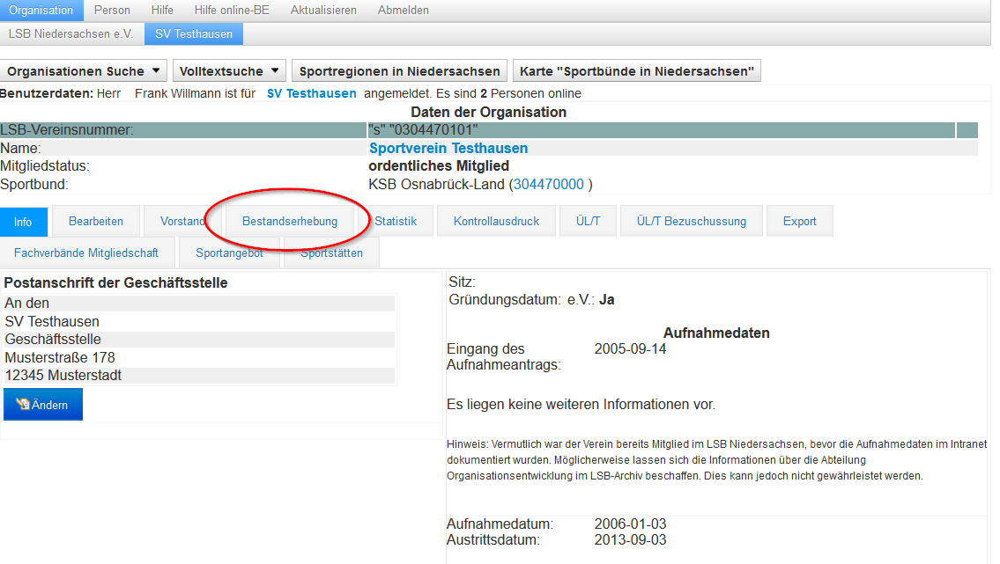 Organisation Person Hilfe Hilfe online-BE Aktualisieren Abmelden
LSB Niedersachsen e.V. SV Testhausen
Organisationen Suche ▼ Volltextsuche ▼ Sportregionen in Niedersachsen Karte "Sportbünde in Niedersachsen"
Benutzerdaten: Herr Frank Willmann ist für SV Testhausen angemeldet. Es sind 2 Personen online
Daten der Organisation
LSB-Vereinsnummer: "s" "0304470101"
Name: Sportverein Testhausen
Mitgliedstatus: ordentliches Mitglied
Sportbund: KSB Osnabrück-Land (304470000 )
Info Bearbeiten Vorstand Bestandserhebung Statistik Kontrollausdruck ÜL/T ÜL/T Bezuschussung Export
Fachverbände Mitgliedschaft Sportangebot Sportstätten
Postanschrift der Geschäftsstelle
An den
SV Testhausen
Geschäftsstelle
Musterstraße 178
12345 Musterstadt
Ändern
Sitz:
Gründungsdatum: e.V.: Ja
Aufnahmedaten
Eingang des 2005-09-14
Aufnahmeantrags:
Es liegen keine weiteren Informationen vor.
Hinweis: Vermutlich war der Verein bereits Mitglied im LSB Niedersachsen, bevor die Aufnahmedaten im Intranet
dokumentiert wurden. Möglicherweise lassen sich die Informationen über die Abteilung
Organisationsentwicklung im LSB-Archiv beschaffen. Dies kann jedoch nicht gewährleistet werden.
Aufnahmedatum: 2006-01-03
Austrittsdatum: 2013-09-03